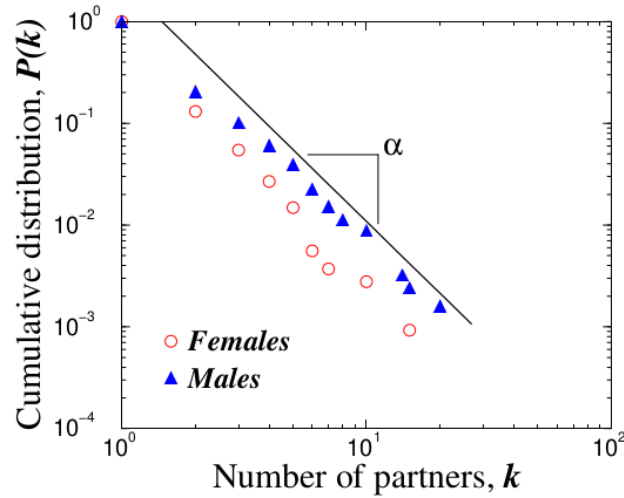 Cumulative distribution, P(k)
10^0
10^-1
10^-2
10^-3
10^-4
α
Females
Males
10^0
10^1
10^2
Number of partners, k